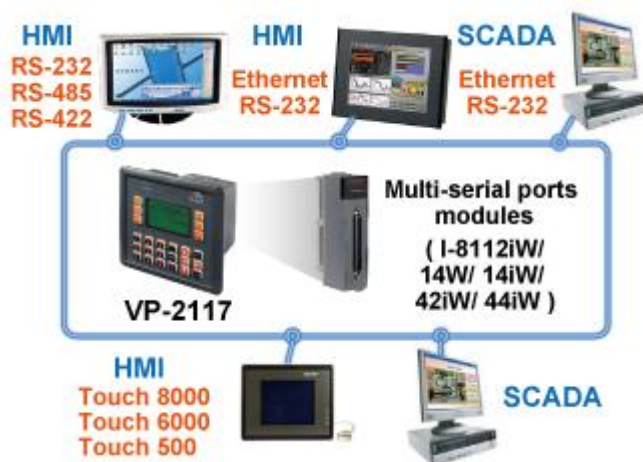 HMI
RS-232
RS-485
RS-422
HMI
Ethernet
RS-232
SCADA
Ethernet
RS-232
VP-2117
Multi-serial ports
modules
( I-8112iW/
14W/ 14iW/
42iW/ 44iW )
HMI
Touch 8000
Touch 6000
Touch 500
SCADA